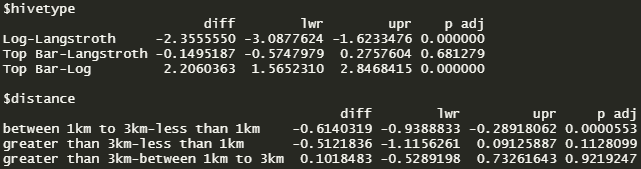 $hivetype
diff lwr upr p adj
Log-Langstroth -2.3555550 -3.0877624 -1.6233476 0.000000
Top Bar-Langstroth -0.1495187 -0.5747979 0.2757604 0.681279
Top Bar-Log 2.2060363 1.5652310 2.8468415 0.000000
$distance
diff lwr upr p adj
between 1km to 3km-less than 1km -0.6140319 -0.9388833 -0.28918062 0.0000553
greater than 3km-less than 1km -0.5121836 -1.1156261 0.09125887 0.1128099
greater than 3km-between 1km to 3km 0.1018483 -0.5289198 0.73261643 0.9219247